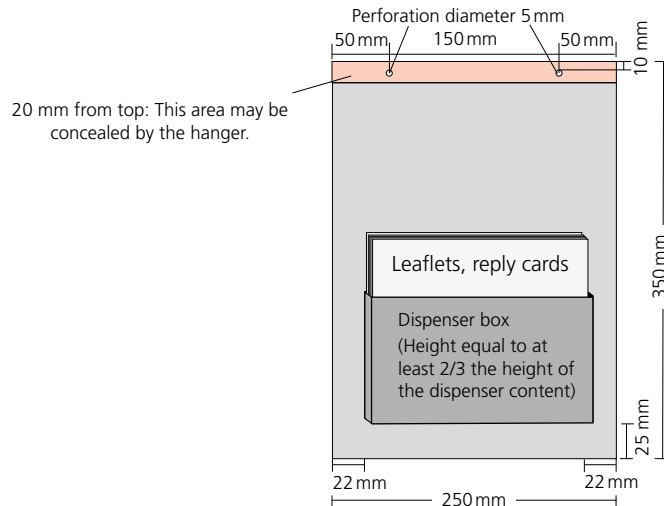 Perforation diameter 5 mm
50 mm 150 mm 50 mm
10 mm
20 mm from top: This area may be
concealed by the hanger.
Leaflets, reply cards
350 mm
Dispenser box
(Height equal to at
least 2/3 the height of
the dispenser content)
25 mm
22 mm 22 mm
250 mm